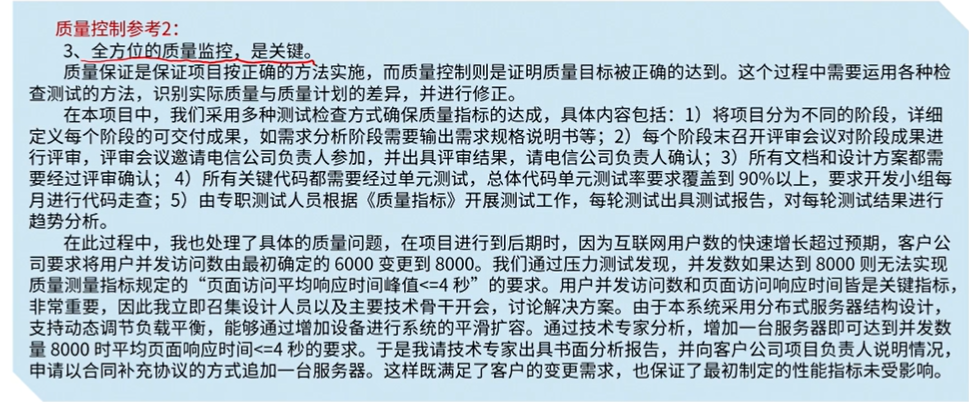 质量控制参考2：
3、全方位的质量监控，是关键。
质量保证是保证项目按正确的方法实施，而质量控制则是证明质量目标被正确的达到。这个过程中需要运用各种检
查测试的方法，识别实际质量与质量计划的差异，并进行修正。
在本项目中，我们采用多种测试检查方式确保质量指标的达成，具体内容包括：1）将项目分为不同的阶段，详细
定义每个阶段的可交付成果，如需求分析阶段需要输出需求规格说明书等；2）每个阶段末召开评审会议对阶段成果进
行评审，评审会议邀请电信公司负责人参加，并出具评审结果，请电信公司负责人确认；3）所有文档和设计方案都需
要经过评审确认； 4）所有关键代码都需要经过单元测试，总体代码单元测试率要求覆盖到 90%以上，要求开发小组每
月进行代码走查；5）由专职测试人员根据《质量指标》开展测试工作，每轮测试出具测试报告，对每轮测试结果进行
趋势分析。
在此过程中，我也处理了具体的质量问题，在项目进行到后期时，因为互联网用户数的快速增长超过预期，客户公
司要求将用户并发访问数由最初确定的 6000 变更到 8000。我们通过压力测试发现，并发数如果达到 8000 则无法实现
质量测量指标规定的“页面访问平均响应时间峰值<=4 秒”的要求。用户并发访问数和页面访问响应时间皆是关键指标，
非常重要，因此我立即召集设计人员以及主要技术骨干开会，讨论解决方案。由于本系统采用分布式服务器结构设计，
支持动态调节负载平衡，能够通过增加设备进行系统的平滑扩容。通过技术专家分析，增加一台服务器即可达到并发数
量 8000 时平均页面响应时间<=4 秒的要求。于是我请技术专家出具书面分析报告，并向客户公司项目负责人说明情况，
申请以合同补充协议的方式追加一台服务器。这样既满足了客户的变更需求，也保证了最初制定的性能指标未受影响。